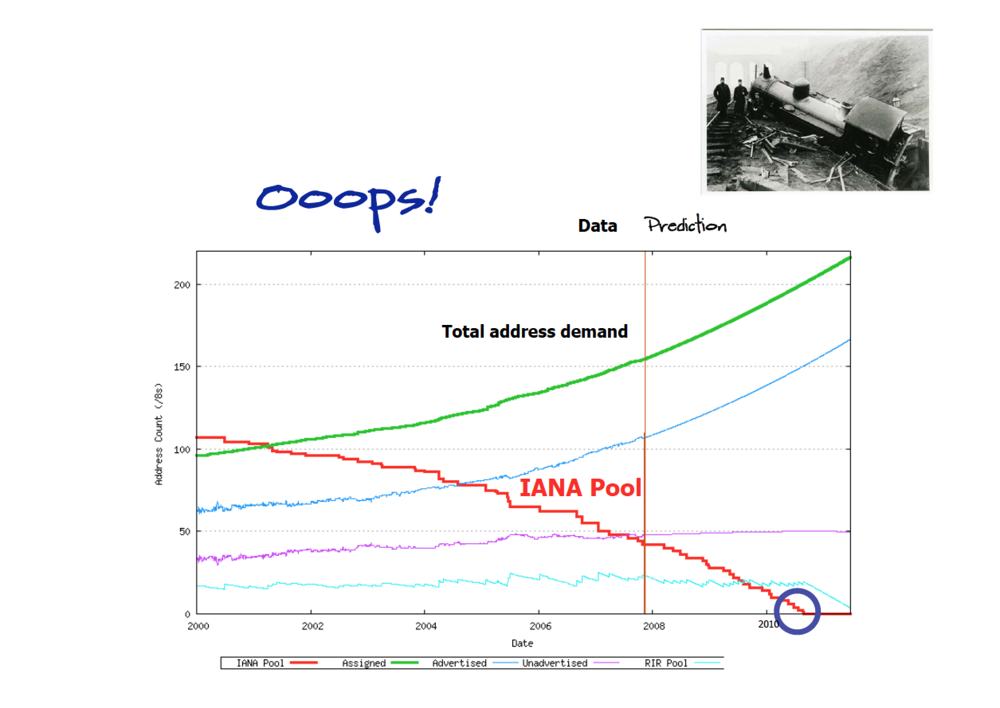 Ooops!
Data Prediction
Total address demand
IANA Pool
Address Count (/8s)
200
150
100
50
0
2000 2002 2004 2006 2008 2010
Date
IANA Pool Assigned Advertised Unadvertised RIR Pool